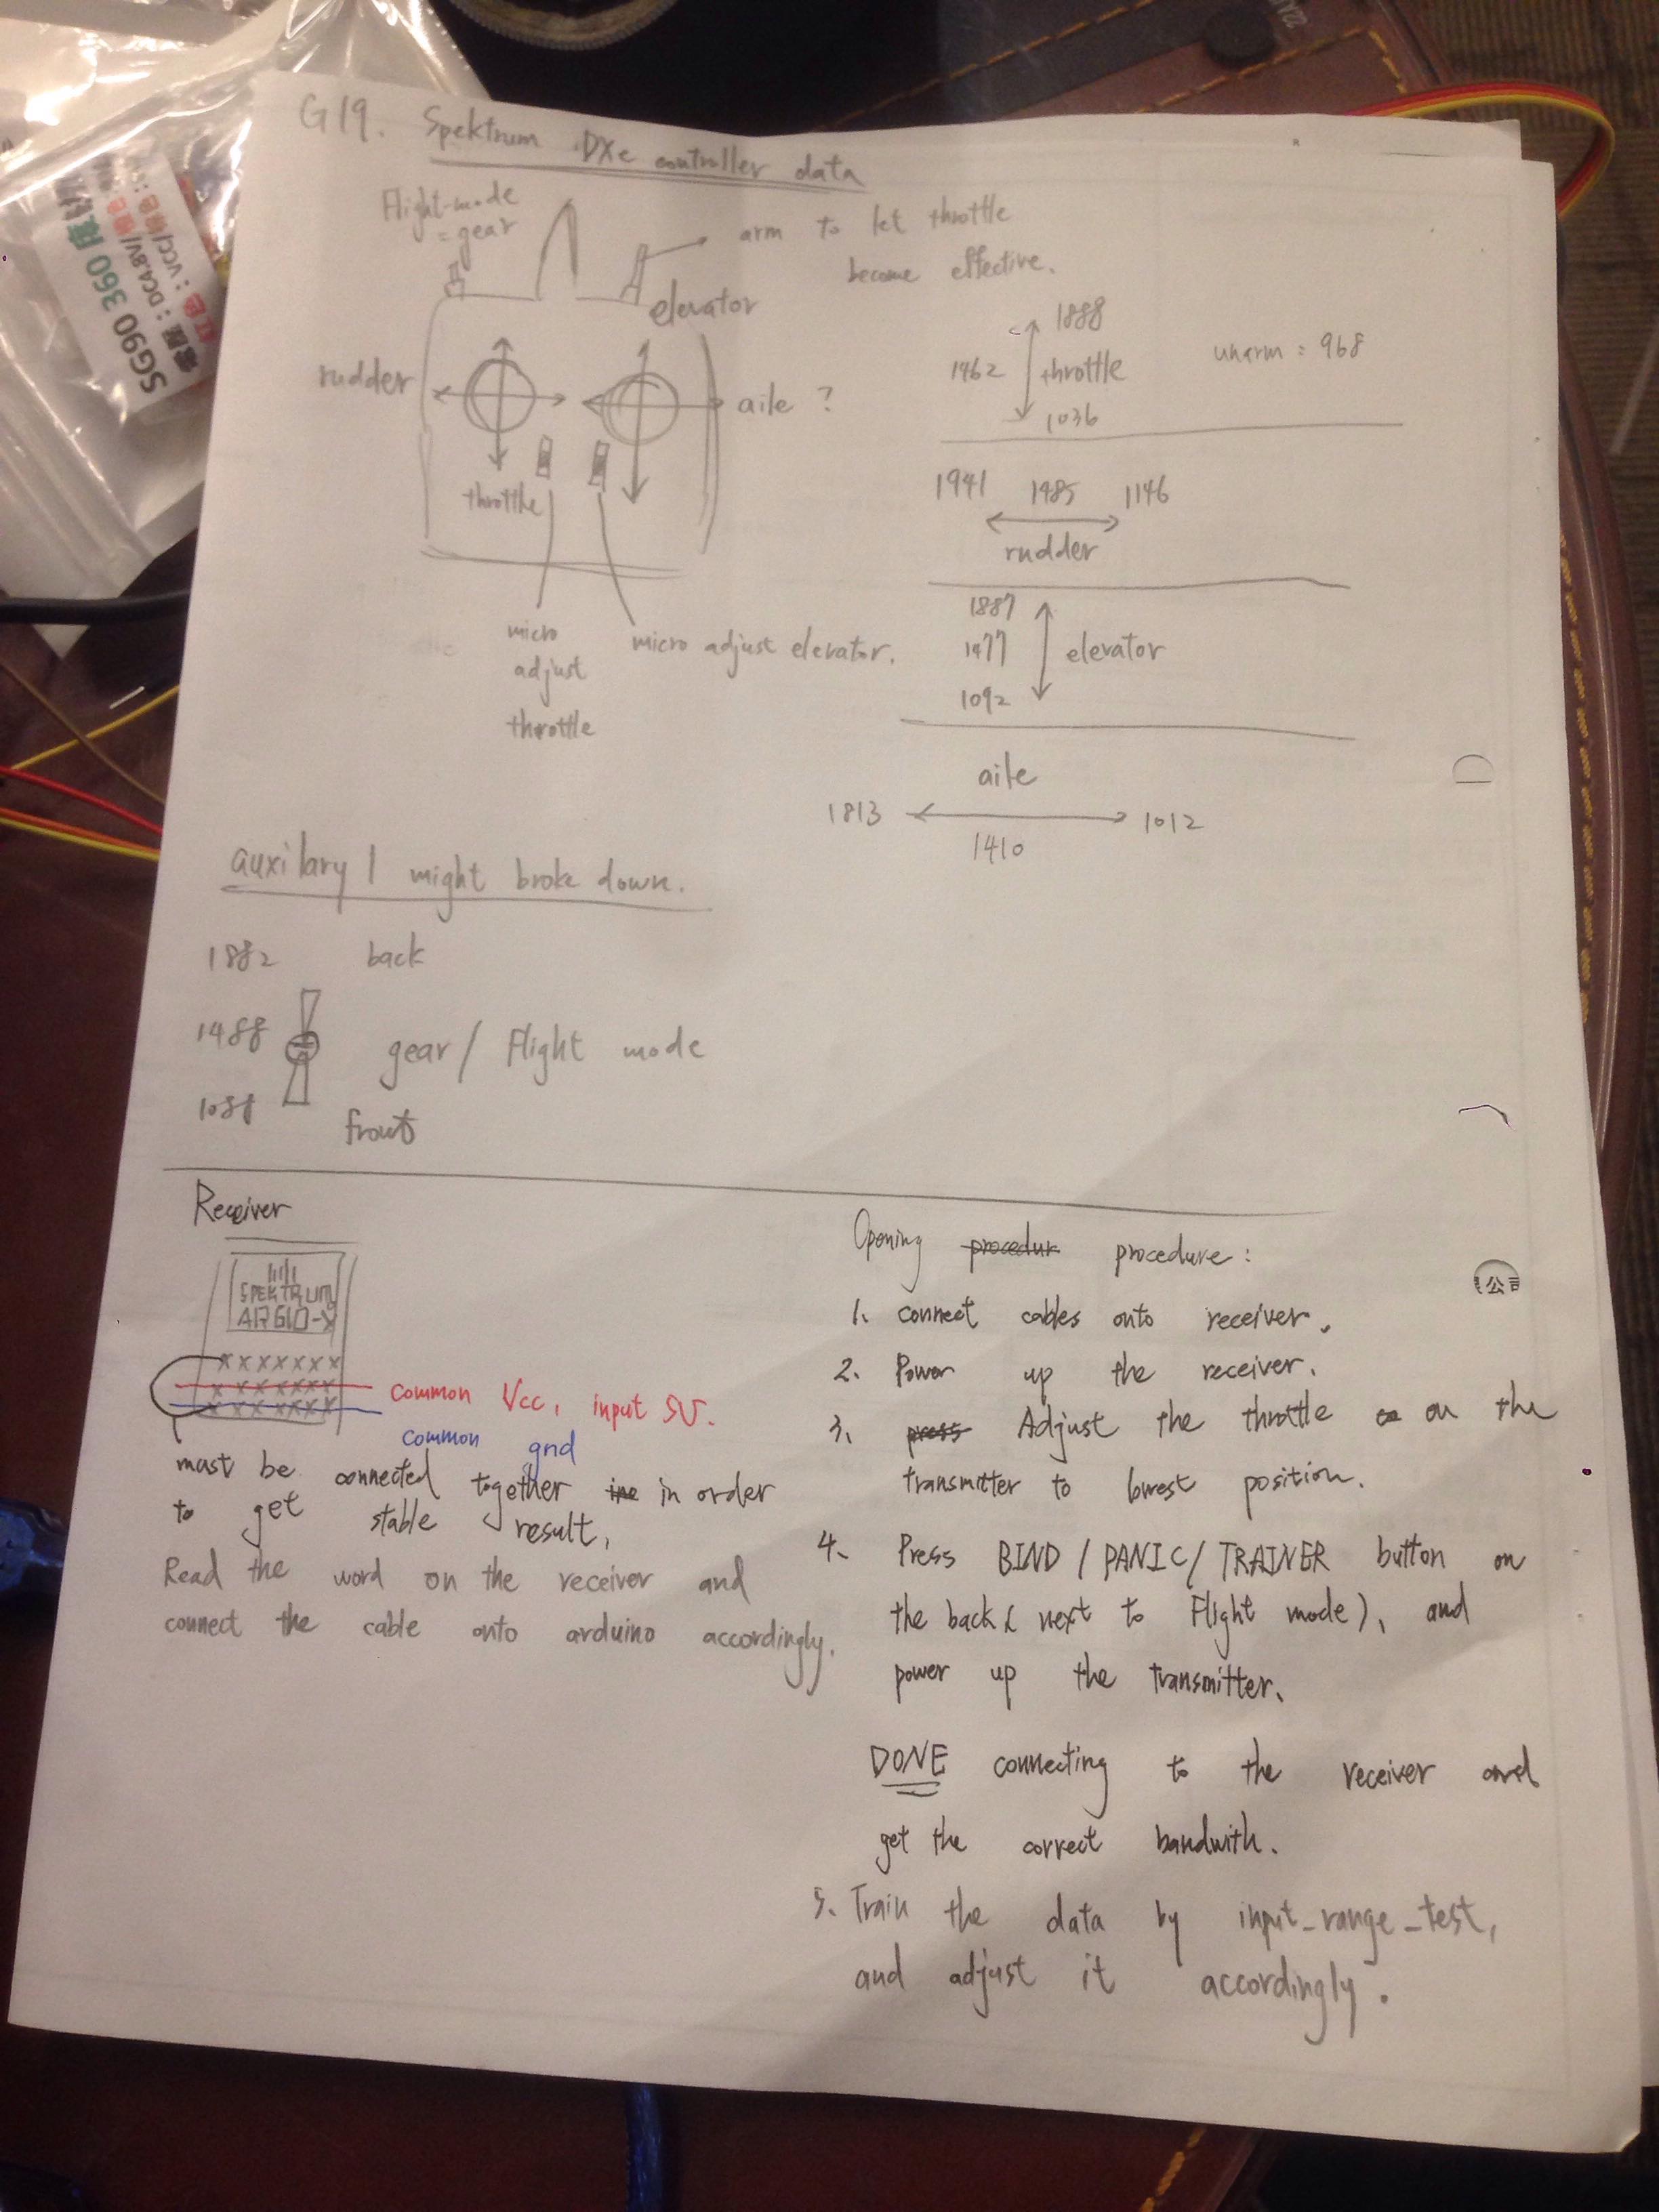 G19. Spektrum DXe controller data
Flight-mode
= gear
arm to let throttle
become effective.
elevator
rudder
aile ?
throttle
micro
adjust
throttle
micro adjust elevator.
1888
1462 throttle
1036
unarm = 968
1941 1485 1146
rudder
1887
1477 elevator
1092
aile
1813 1012
1410
auxilary 1 might broke down.
1882 back
1488 gear / Flight mode
1088
front
Receiver
SPEKTRUM
AR610-X
x x x x x x x
x x x x x x x
x x x x x x x
common Vcc, input 5V.
common gnd
must be connected together in order
to get stable result,
Read the word on the receiver and
connect the cable onto arduino accordingly.
Opening procedur procedure:
1. connect cables onto receiver.
2. Power up the receiver.
3. press Adjust the throttle on the
transmitter to lowest position.
4. Press BIND / PANIC / TRAINER button on
the back ( next to Flight mode ), and
power up the transmitter.
DONE connecting to the receiver and
get the correct bandwith.
5. Train the data by input_range_test,
and adjust it accordingly.
SG90 360度
公司